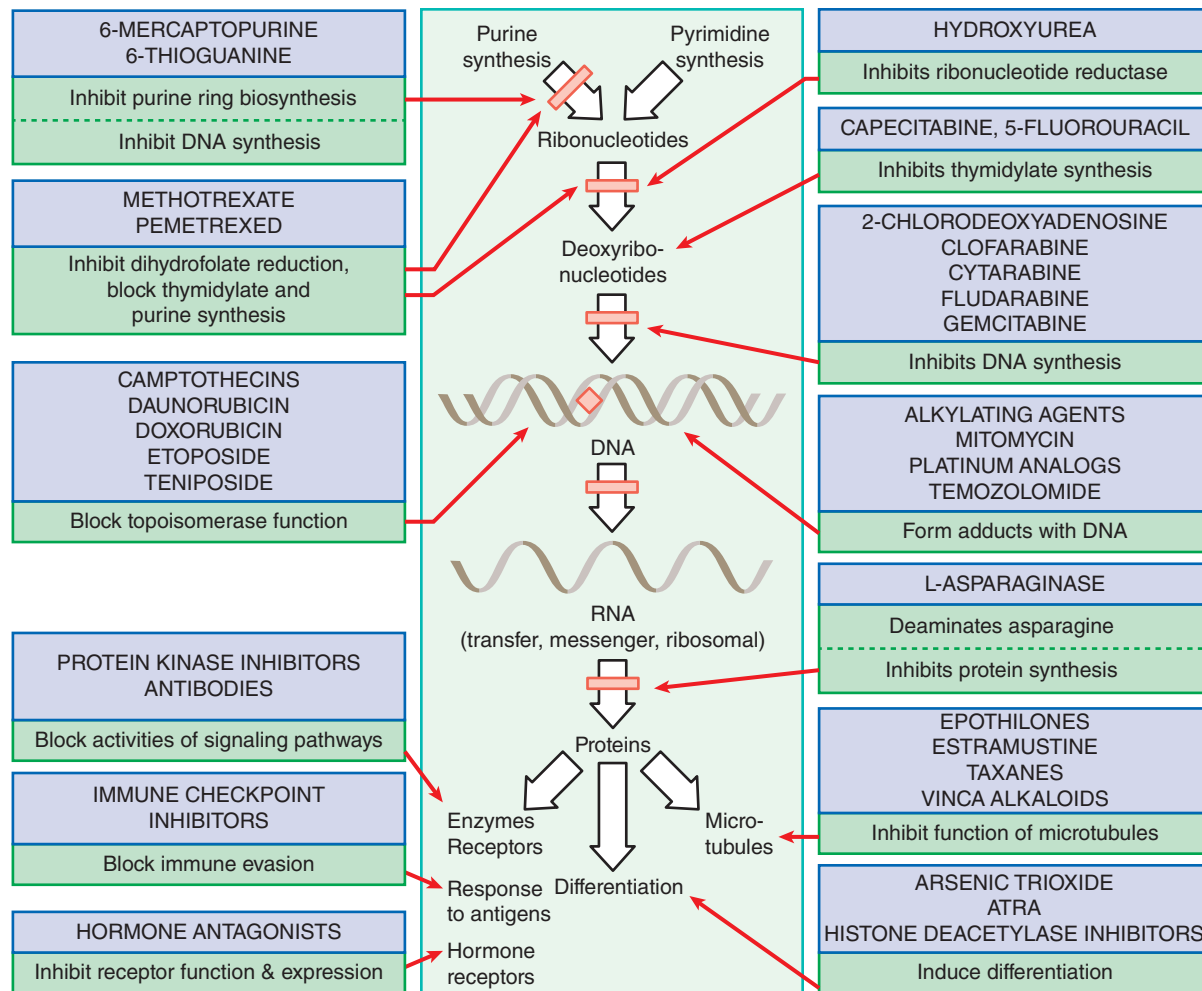 6-MERCAPTOPURINE
6-THIOGUANINE
Inhibit purine ring biosynthesis
Inhibit DNA synthesis
METHOTREXATE
PEMETREXED
Inhibit dihydrofolate reduction,
block thymidylate and
purine synthesis
CAMPTOTHECINS
DAUNORUBICIN
DOXORUBICIN
ETOPOSIDE
TENIPOSIDE
Block topoisomerase function
PROTEIN KINASE INHIBITORS
ANTIBODIES
Block activities of signaling pathways
IMMUNE CHECKPOINT
INHIBITORS
Block immune evasion
HORMONE ANTAGONISTS
Inhibit receptor function & expression
Purine
synthesis
Pyrimidine
synthesis
Ribonucleotides
Deoxyribo-
nucleotides
DNA
RNA
(transfer, messenger, ribosomal)
Proteins
Enzymes
Receptors
Micro-
tubules
Differentiation
Response
to antigens
Hormone
receptors
HYDROXYUREA
Inhibits ribonucleotide reductase
CAPECITABINE, 5-FLUOROURACIL
Inhibits thymidylate synthesis
2-CHLORODEOXYADENOSINE
CLOFARABINE
CYTARABINE
FLUDARABINE
GEMCITABINE
Inhibits DNA synthesis
ALKYLATING AGENTS
MITOMYCIN
PLATINUM ANALOGS
TEMOZOLOMIDE
Form adducts with DNA
L-ASPARAGINASE
Deaminates asparagine
Inhibits protein synthesis
EPOTHILONES
ESTRAMUSTINE
TAXANES
VINCA ALKALOIDS
Inhibit function of microtubules
ARSENIC TRIOXIDE
ATRA
HISTONE DEACETYLASE INHIBITORS
Induce differentiation